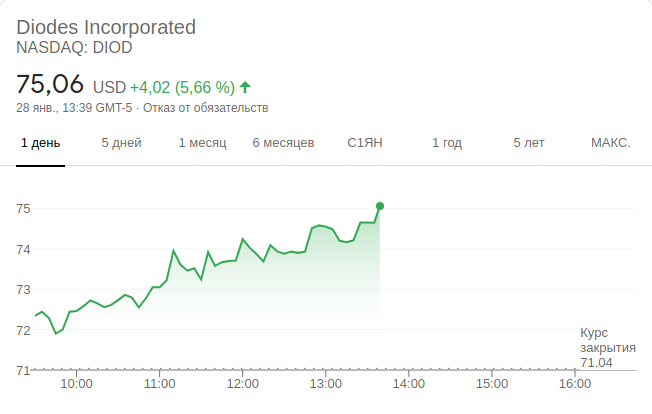 Diodes Incorporated
NASDAQ: DIOD
75,06 USD +4,02 (5,66 %)
28 янв., 13:39 GMT-5 · Отказ от обязательств
1 день 5 дней 1 месяц 6 месяцев С1ЯН 1 год 5 лет МАКС.
75
74
73
72
Курс
закрытия
71,04
71
10:00 11:00 12:00 13:00 14:00 15:00 16:00